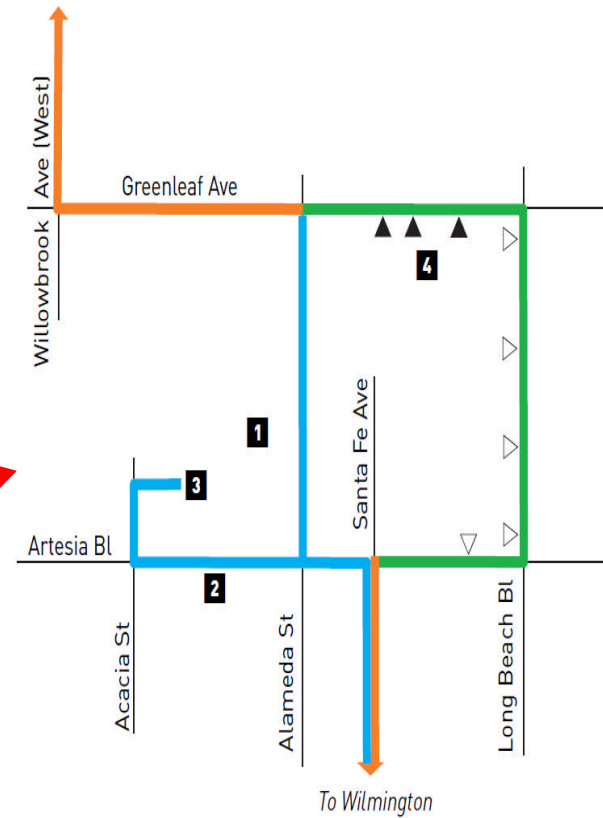 Ave (West)
Greenleaf Ave
Willowbrook
4
Santa Fe Ave
1
3
Artesia Bl
2
Acacia St
Alameda St
Long Beach Bl
To Wilmington